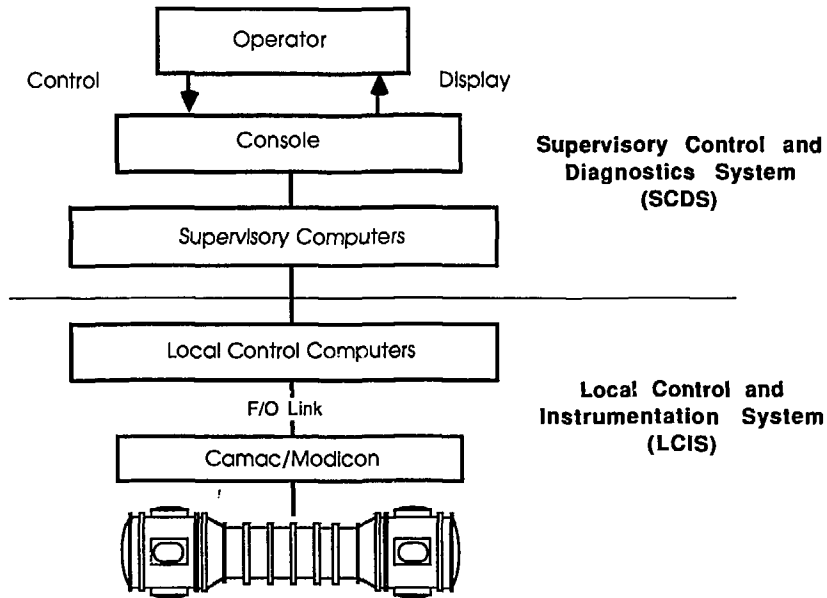 Operator
Control
Display
Console
Supervisory Control and
Diagnostics System
(SCDS)
Supervisory Computers
Local Control Computers
F/O Link
Local Control and
Instrumentation System
(LCIS)
Camac/Modicon